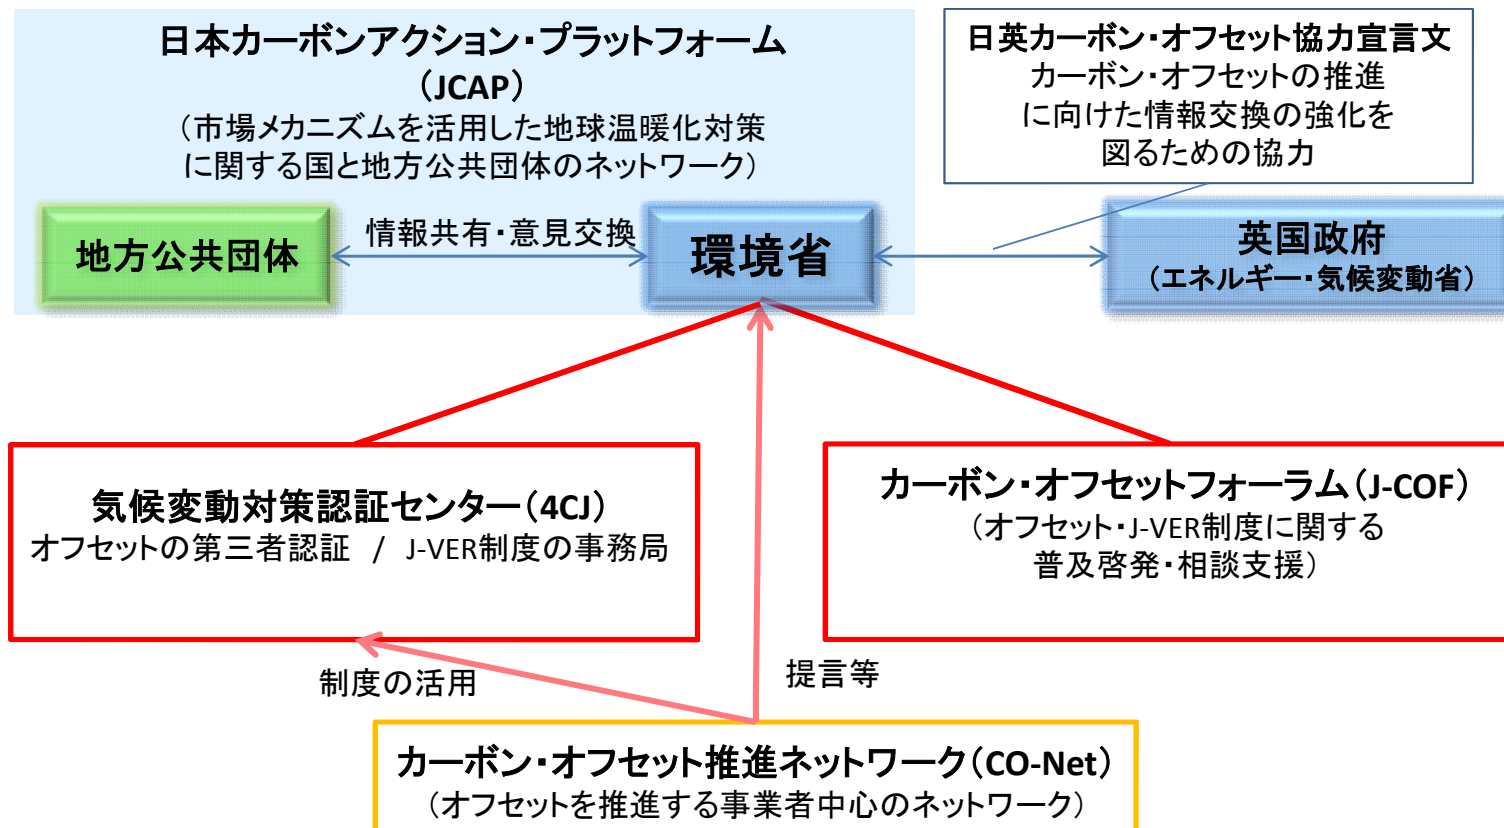 日本カーボンアクション・プラットフォーム
（JCAP）
（市場メカニズムを活用した地球温暖化対策
に関する国と地方公共団体のネットワーク）
日英カーボン・オフセット協力宣言文
カーボン・オフセットの推進
に向けた情報交換の強化を
図るための協力
地方公共団体
情報共有・意見交換
環境省
英国政府
（エネルギー・気候変動省）
気候変動対策認証センター（4CJ）
オフセットの第三者認証 / J-VER制度の事務局
カーボン・オフセットフォーラム（J-COF）
（オフセット・J-VER制度に関する
普及啓発・相談支援）
制度の活用
提言等
カーボン・オフセット推進ネットワーク（CO-Net）
（オフセットを推進する事業者中心のネットワーク）